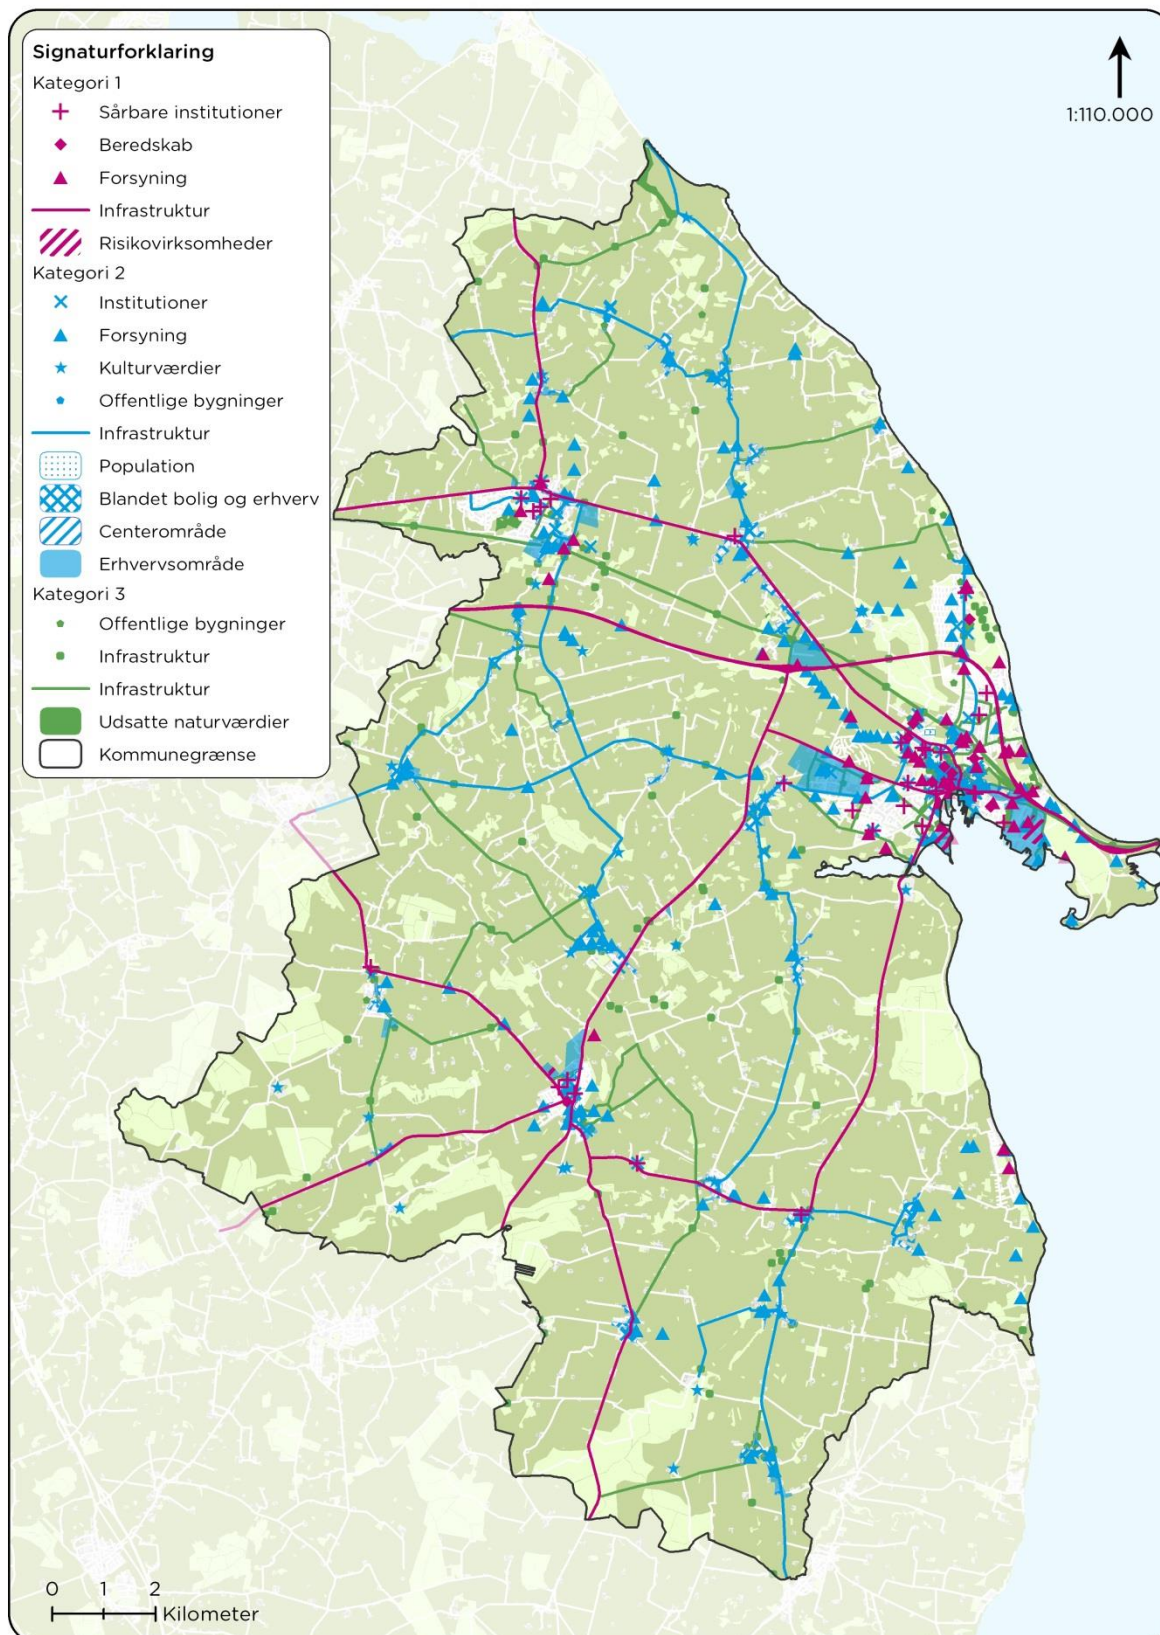 Signaturforklaring
Kategori 1
Sårbare institutioner
Beredskab
Forsyning
Infrastruktur
Risikovirksomheder
Kategori 2
Institutioner
Forsyning
Kulturværdier
Offentlige bygninger
Infrastruktur
Population
Blandet bolig og erhverv
Centerområde
Erhvervsområde
Kategori 3
Offentlige bygninger
Infrastruktur
Infrastruktur
Udsatte naturværdier
Kommunegrænse
1:110.000
0 1 2
Kilometer